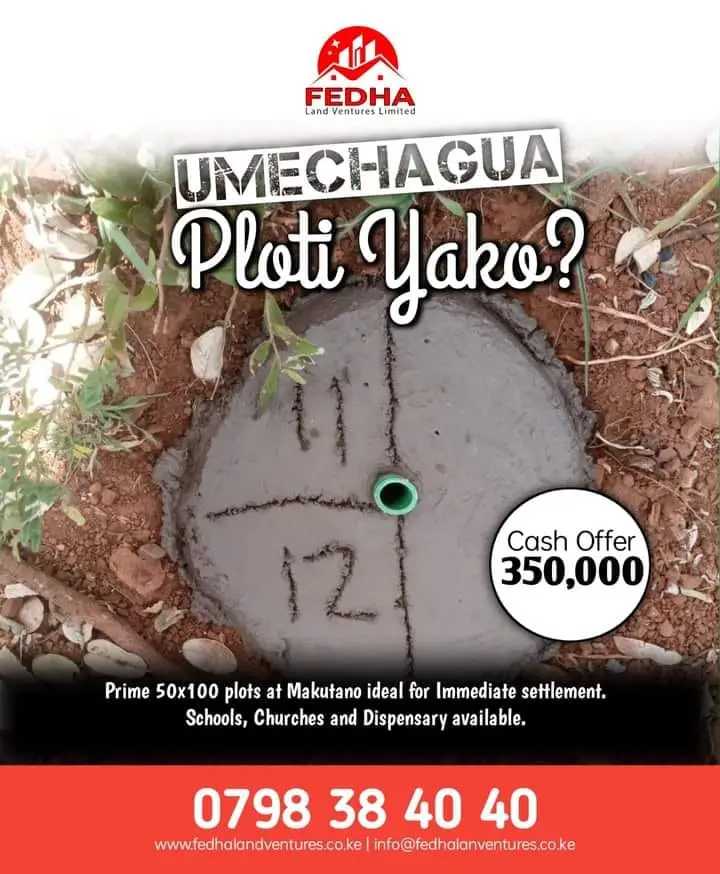 FEDHA
Land Ventures Limited
UMECHAGUA
Ploti Yako?
11
12
Cash Offer
350,000
Prime 50x100 plots at Makutano ideal for Immediate settlement.
Schools, Churches and Dispensary available.
0798 38 40 40
www.fedhalandventures.co.ke | info@fedhalanventures.co.ke